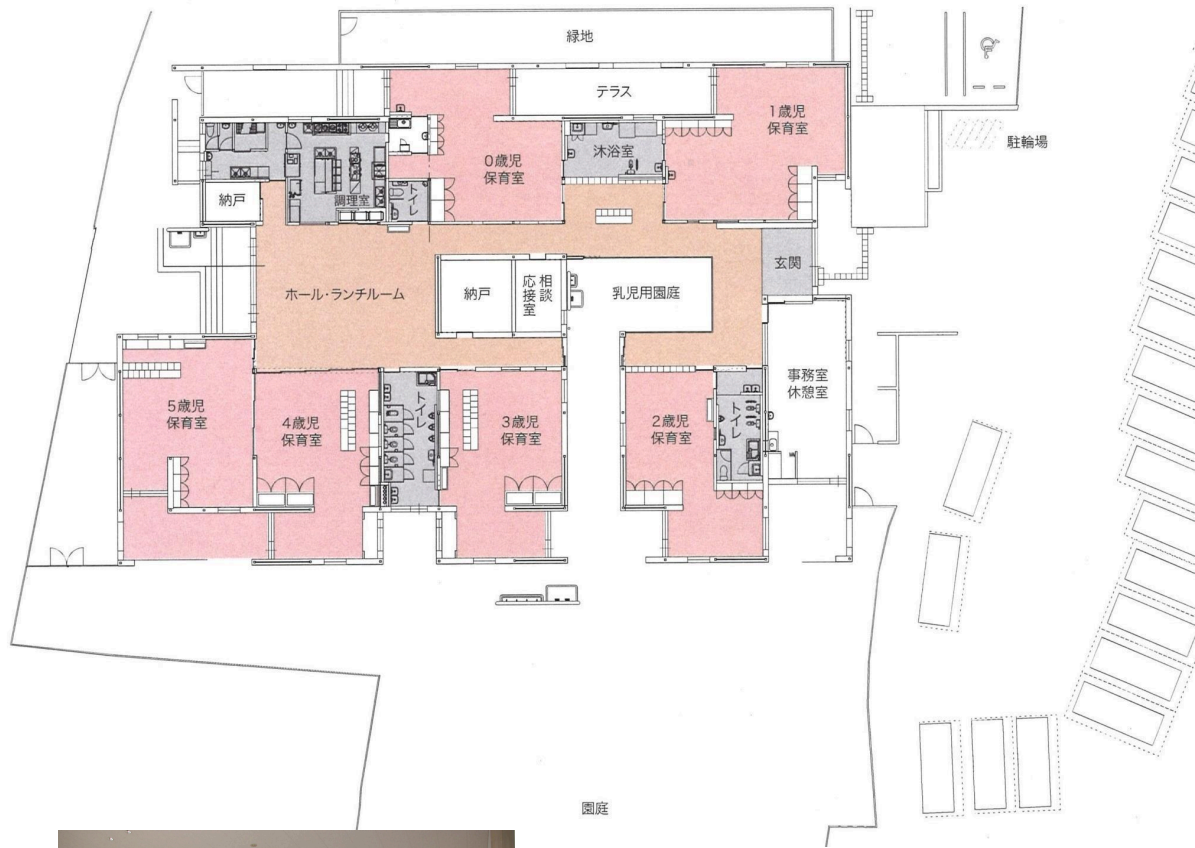 緑地
テラス
1歳児
保育室
駐輪場
0歳児
保育室
沐浴室
調理室
トイレ
納戸
玄関
ホール・ランチルーム
納戸
相談
応接室
乳児用園庭
事務室
休憩室
5歳児
保育室
4歳児
保育室
トイレ
3歳児
保育室
2歳児
保育室
トイレ
園庭